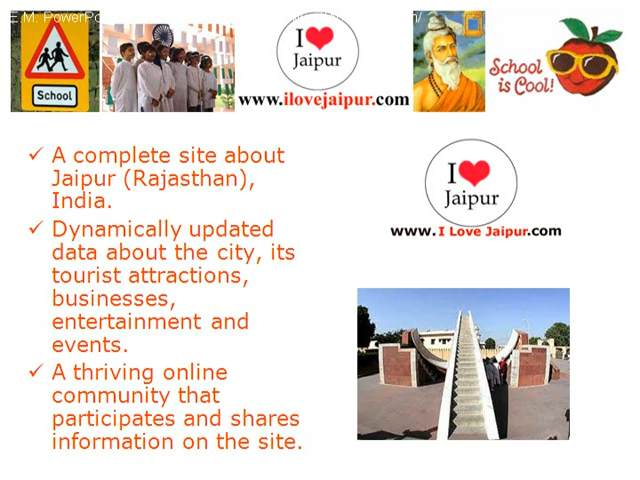 E.M. PowerPo
School
I
Jaipur
www.ilovejaipur.com
School
is Cool!
A complete site about
Jaipur (Rajasthan),
India.
Dynamically updated
data about the city, its
tourist attractions,
businesses,
entertainment and
events.
A thriving online
community that
participates and shares
information on the site.
I
Jaipur
www.I Love Jaipur.com